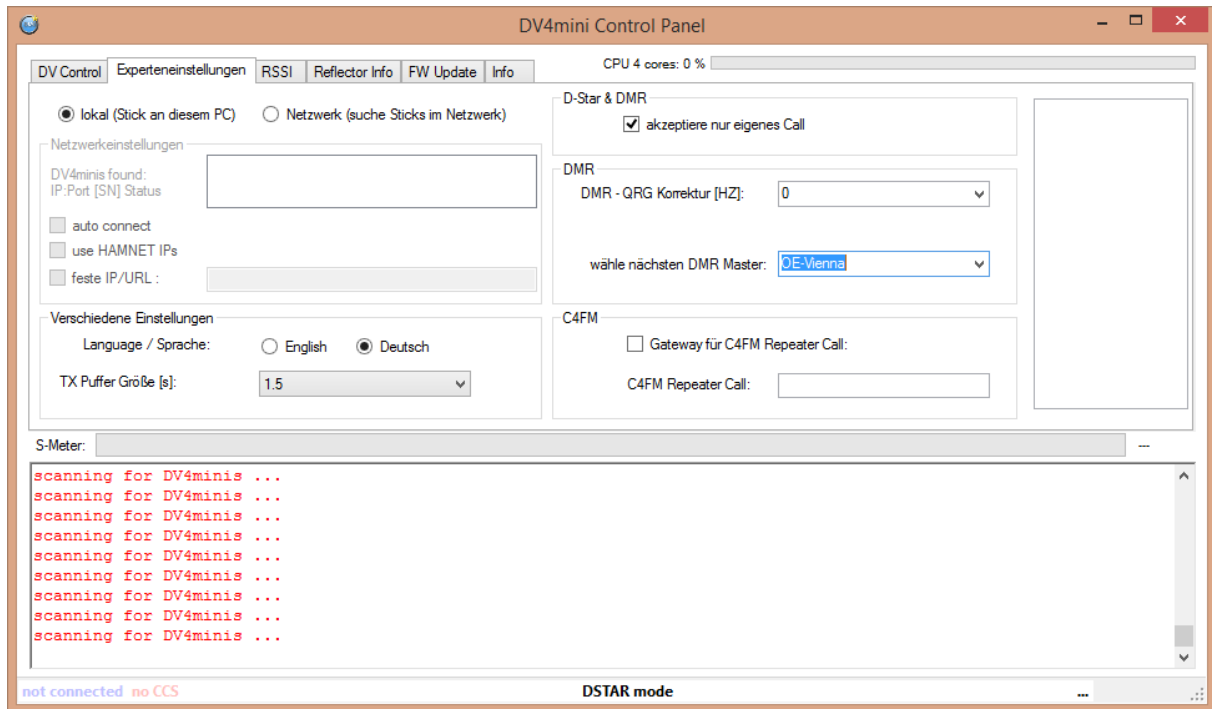 DV4mini Control Panel
DV Control Experteneinstellungen RSSI Reflector Info FW Update Info
CPU 4 cores: 0 %
lokal (Stick an diesem PC) Netzwerk (suche Sticks im Netzwerk)
Netzwerkeinstellungen
DV4minis found:
IP:Port [SN] Status
auto connect
use HAMNET IPs
feste IP/URL :
Verschiedene Einstellungen
Language / Sprache: English Deutsch
TX Puffer Größe [s]: 1.5
D-Star & DMR
akzeptiere nur eigenes Call
DMR
DMR - QRG Korrektur [HZ]: 0
wähle nächsten DMR Master: OE-Vienna
C4FM
Gateway für C4FM Repeater Call:
C4FM Repeater Call:
S-Meter: ---
scanning for DV4minis ...
scanning for DV4minis ...
scanning for DV4minis ...
scanning for DV4minis ...
scanning for DV4minis ...
scanning for DV4minis ...
scanning for DV4minis ...
scanning for DV4minis ...
scanning for DV4minis ...
not connected no CCS DSTAR mode ...